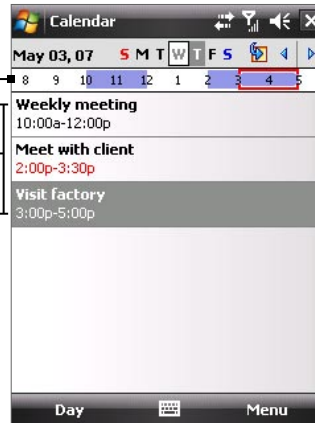 Calendar
May 03, 07 S M T W T F S
8 9 10 11 12 1 2 3 4 5
Weekly meeting
10:00a-12:00p
Meet with client
2:00p-3:30p
Visit factory
3:00p-5:00p
Day Menu